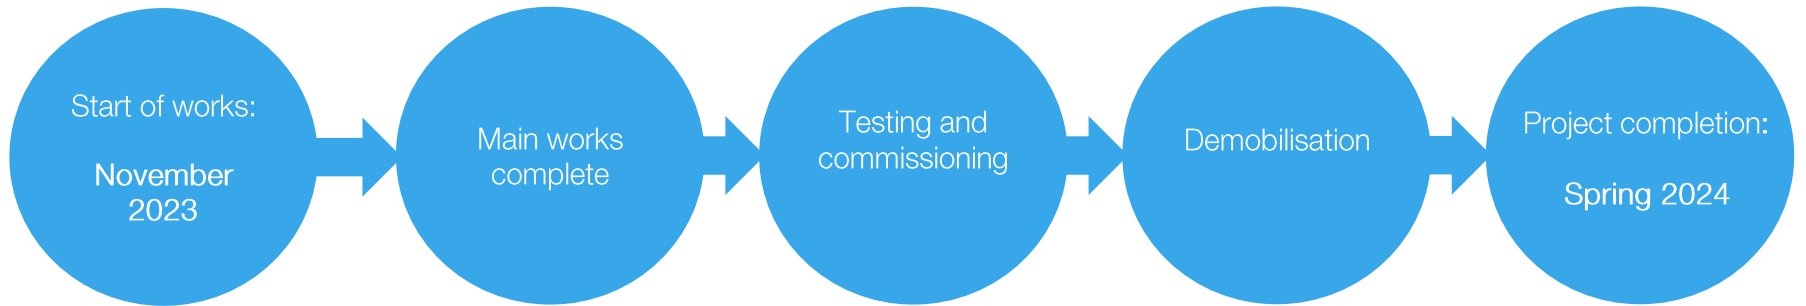 Start of works:
November
2023
Main works
complete
Testing and
commissioning
Demobilisation
Project completion:
Spring 2024